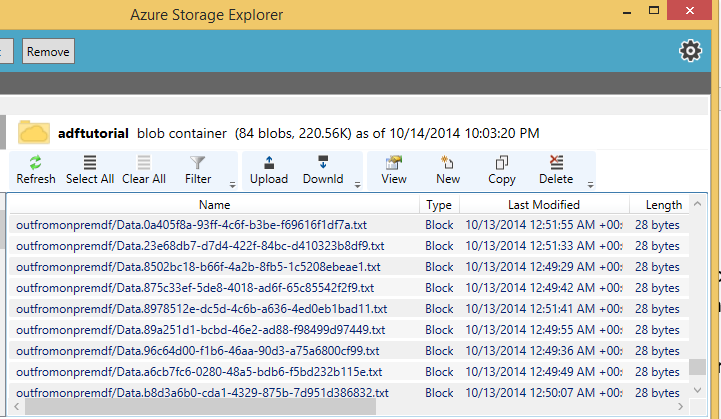 Azure Storage Explorer
Remove
adftutorial blob container (84 blobs, 220.56K) as of 10/14/2014 10:03:20 PM
Refresh Select All Clear All Filter Upload Downld View New Copy Delete
Name Type Last Modified Length
outfromonpremdf/Data.0a405f8a-93ff-4c6f-b3be-f69616f1df7a.txt Block 10/13/2014 12:51:55 AM +00: 28 bytes
outfromonpremdf/Data.23e68db7-d7d4-422f-84bc-d410323b8df9.txt Block 10/13/2014 12:51:33 AM +00: 28 bytes
outfromonpremdf/Data.8502bc18-b66f-4a2b-8fb5-1c5208ebeae1.txt Block 10/13/2014 12:49:29 AM +00: 28 bytes
outfromonpremdf/Data.875c33ef-5de8-4018-ad6f-65c85542f2f9.txt Block 10/13/2014 12:49:42 AM +00: 28 bytes
outfromonpremdf/Data.8978512e-dc5d-4c6b-a636-4ed0eb1bad11.txt Block 10/13/2014 12:51:41 AM +00: 28 bytes
outfromonpremdf/Data.89a251d1-bcbd-46e2-ad88-f98499d97449.txt Block 10/13/2014 12:49:55 AM +00: 28 bytes
outfromonpremdf/Data.96c64d00-f1b6-46aa-90d3-a75a6800cf99.txt Block 10/13/2014 12:49:36 AM +00: 28 bytes
outfromonpremdf/Data.a6cb7fc6-0280-48a5-bdb6-f5bd232b115e.txt Block 10/13/2014 12:49:49 AM +00: 28 bytes
outfromonpremdf/Data.b8d3a6b0-cda1-4329-875b-7d951d386832.txt Block 10/13/2014 12:50:07 AM +00: 28 bytes